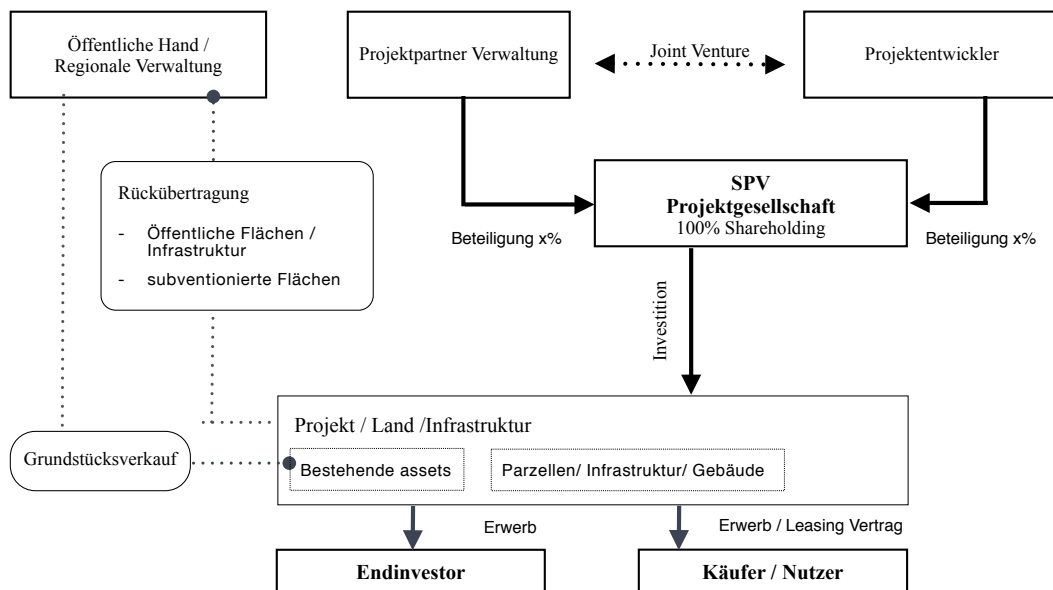 Öffentliche Hand /
Regionale Verwaltung
Projektpartner Verwaltung
Joint Venture
Projektentwickler
Rückübertragung
- Öffentliche Flächen /
Infrastruktur
- subventionierte Flächen
SPV
Projektgesellschaft
100% Shareholding
Beteiligung x%
Beteiligung x%
Investition
Projekt / Land /Infrastruktur
Grundstücksverkauf
Bestehende assets
Parzellen/ Infrastruktur/ Gebäude
Erwerb
Erwerb / Leasing Vertrag
Endinvestor
Käufer / Nutzer